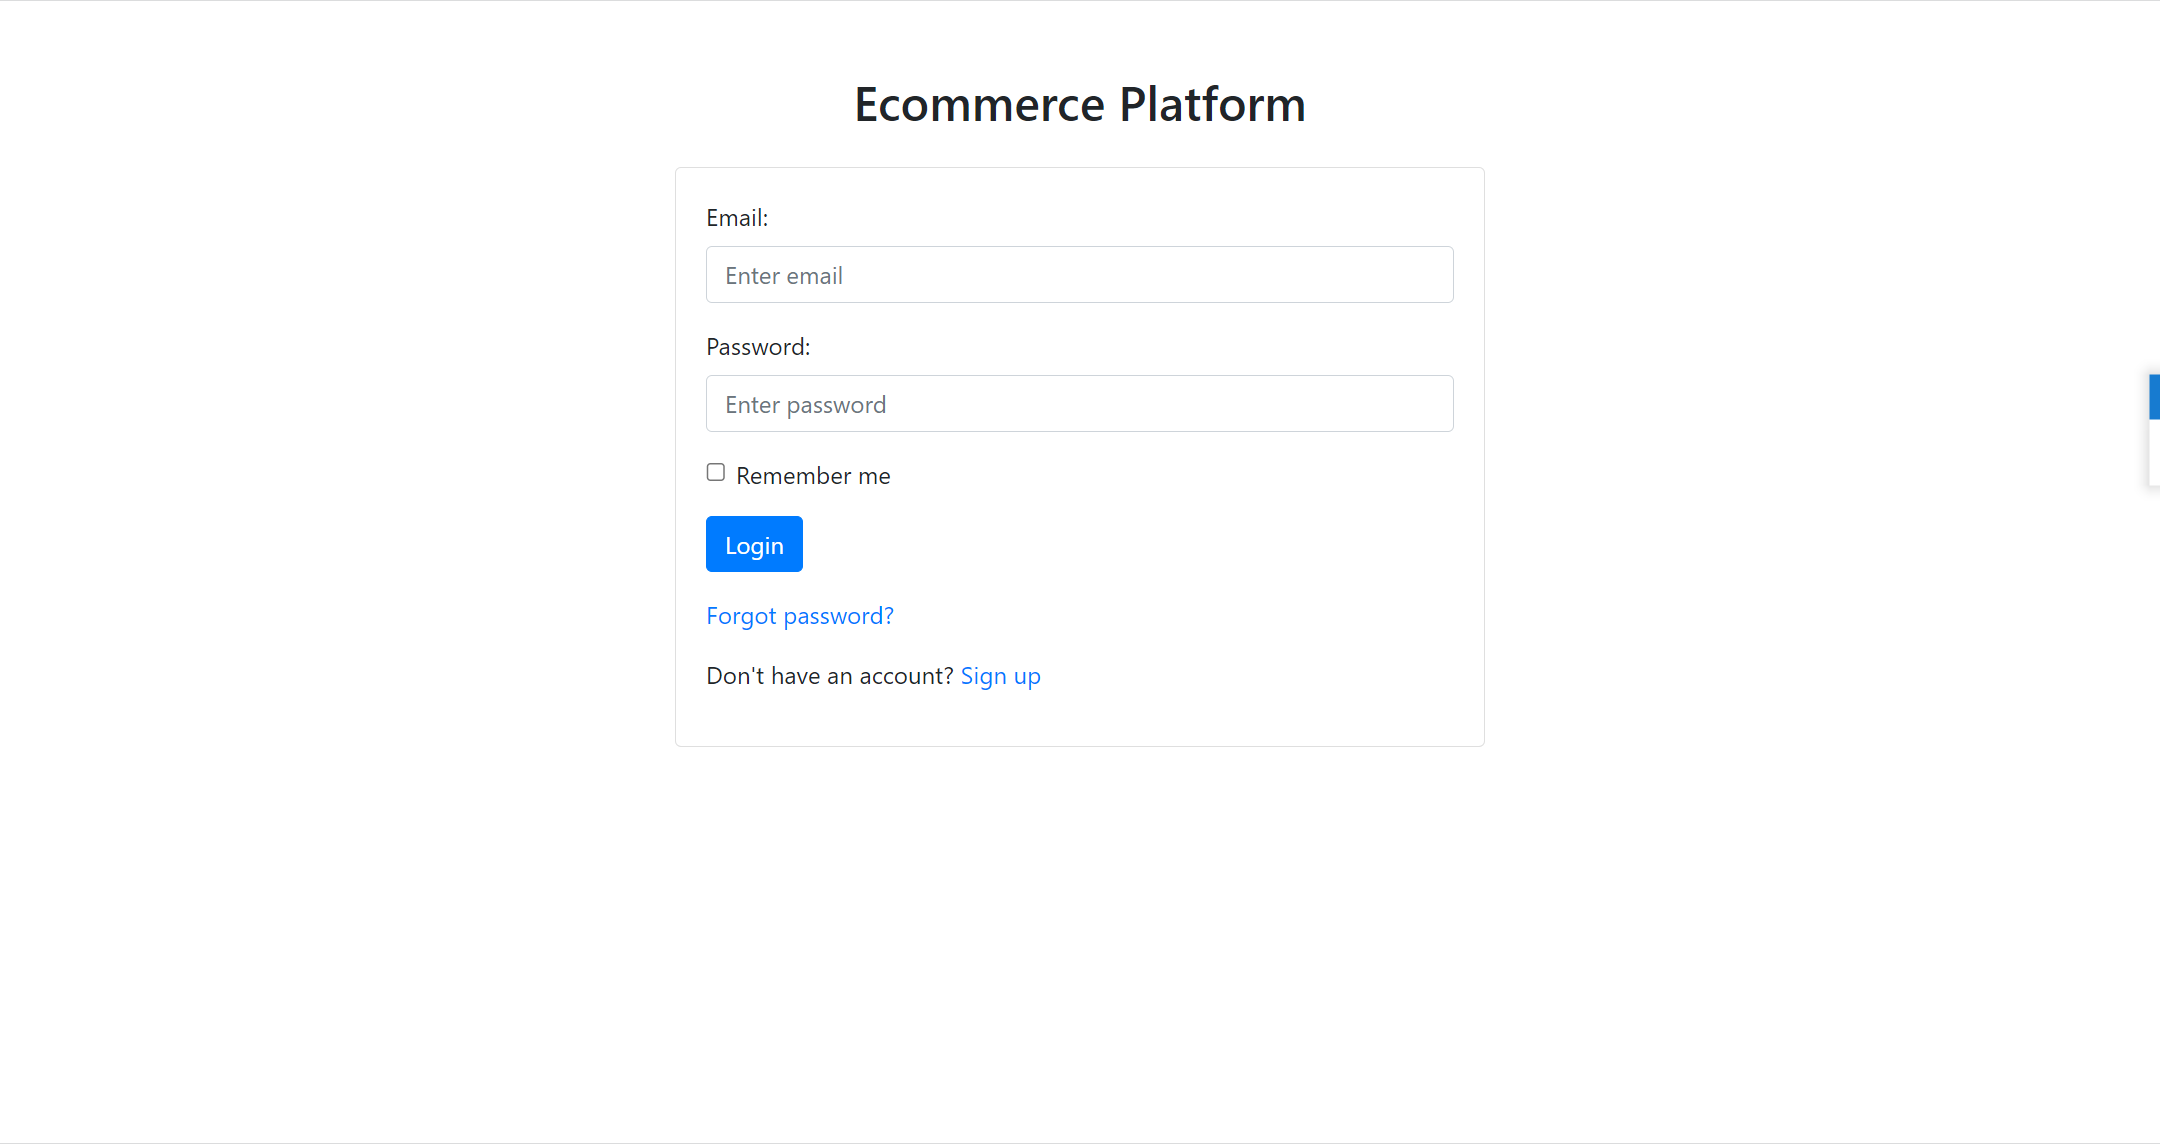 Ecommerce Platform
Email:
Enter email
Password:
Enter password
Remember me
Login
Forgot password?
Don't have an account? Sign up